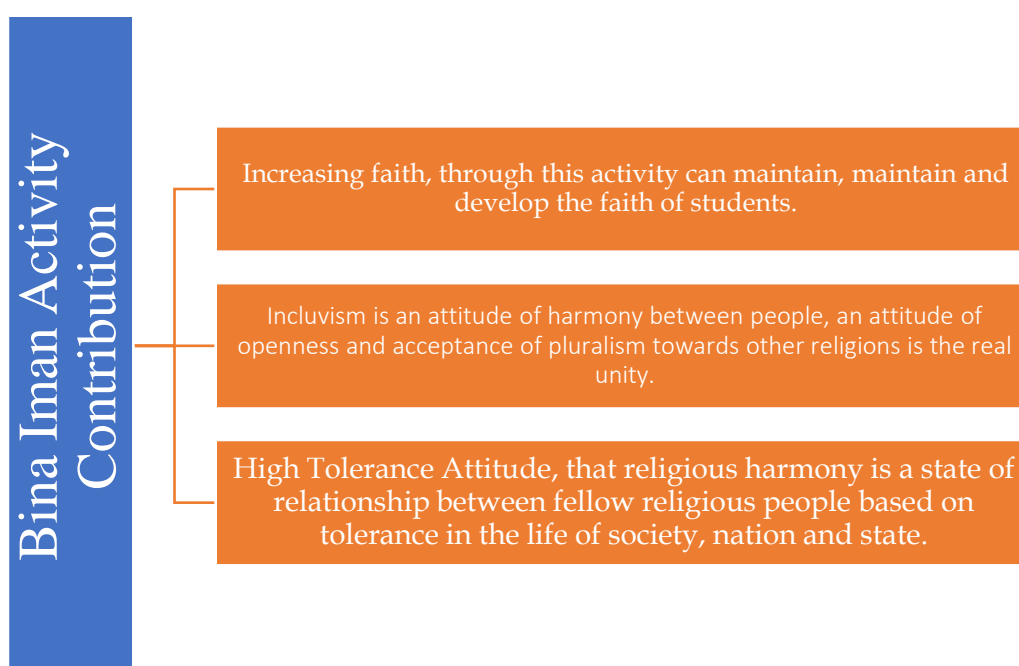 Bina Iman Activity
Contribution
Increasing faith, through this activity can maintain, maintain and
develop the faith of students.
Incluvism is an attitude of harmony between people, an attitude of
openness and acceptance of pluralism towards other religions is the real
unity.
High Tolerance Attitude, that religious harmony is a state of
relationship between fellow religious people based on
tolerance in the life of society, nation and state.